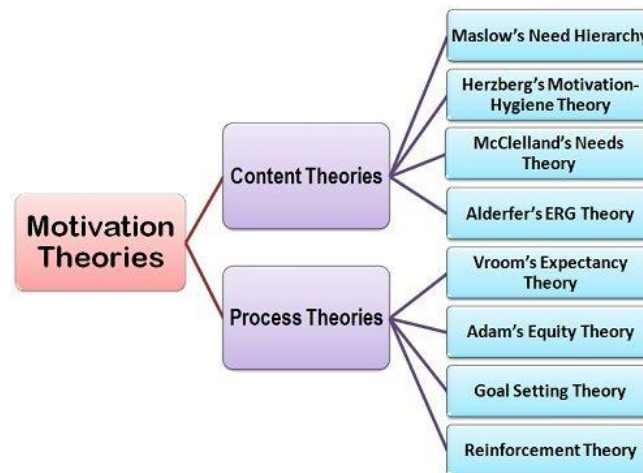 Motivation
Theories
Content Theories
Process Theories
Maslow's Need Hierarchy
Herzberg's Motivation-
Hygiene Theory
McClelland's Needs
Theory
Alderfer's ERG Theory
Vroom's Expectancy
Theory
Adam's Equity Theory
Goal Setting Theory
Reinforcement Theory